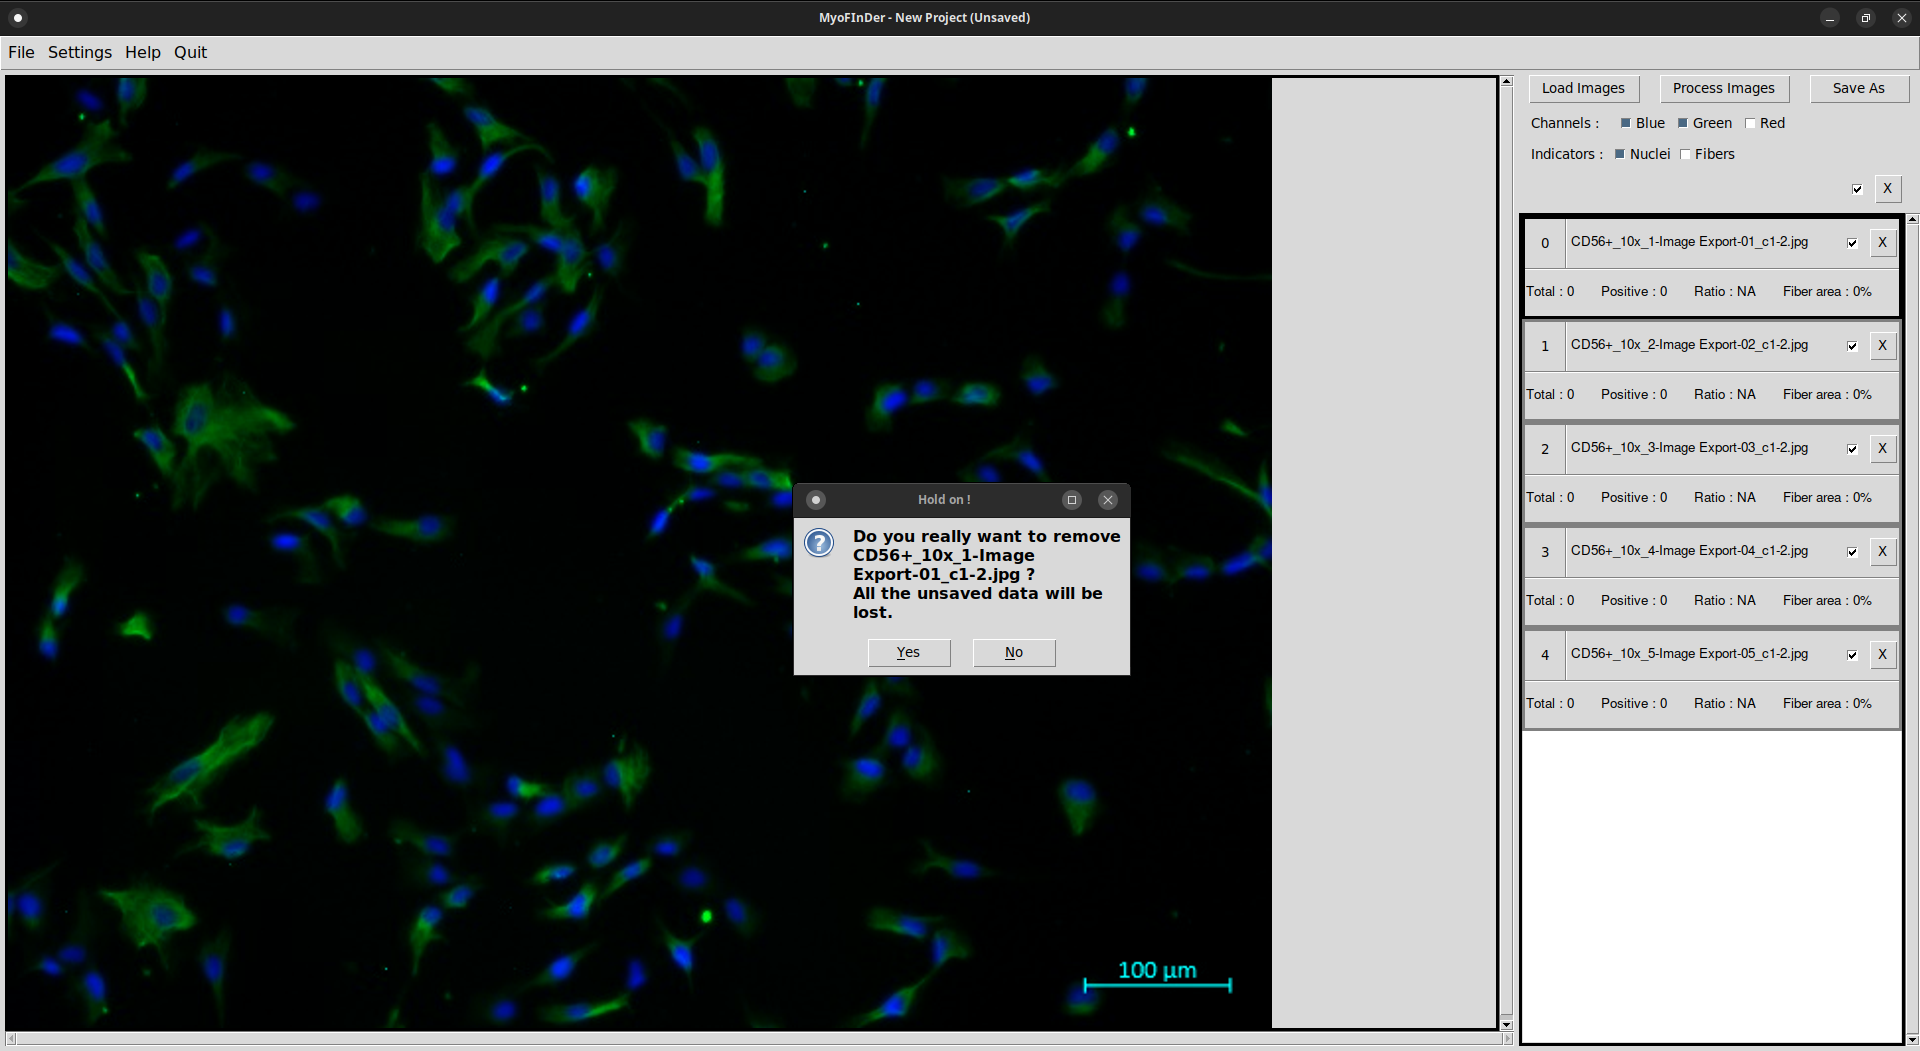 MyoFInDer - New Project (Unsaved)
File Settings Help Quit
Load Images Process Images Save As
Channels : Blue Green Red
Indicators : Nuclei Fibers
X
0 CD56+_10x_1-Image Export-01_c1-2.jpg X
Total : 0 Positive : 0 Ratio : NA Fiber area : 0%
1 CD56+_10x_2-Image Export-02_c1-2.jpg X
Total : 0 Positive : 0 Ratio : NA Fiber area : 0%
2 CD56+_10x_3-Image Export-03_c1-2.jpg X
Total : 0 Positive : 0 Ratio : NA Fiber area : 0%
3 CD56+_10x_4-Image Export-04_c1-2.jpg X
Total : 0 Positive : 0 Ratio : NA Fiber area : 0%
4 CD56+_10x_5-Image Export-05_c1-2.jpg X
Total : 0 Positive : 0 Ratio : NA Fiber area : 0%
Hold on !
Do you really want to remove
CD56+_10x_1-Image
Export-01_c1-2.jpg ?
All the unsaved data will be
lost.
Yes No
100 µm